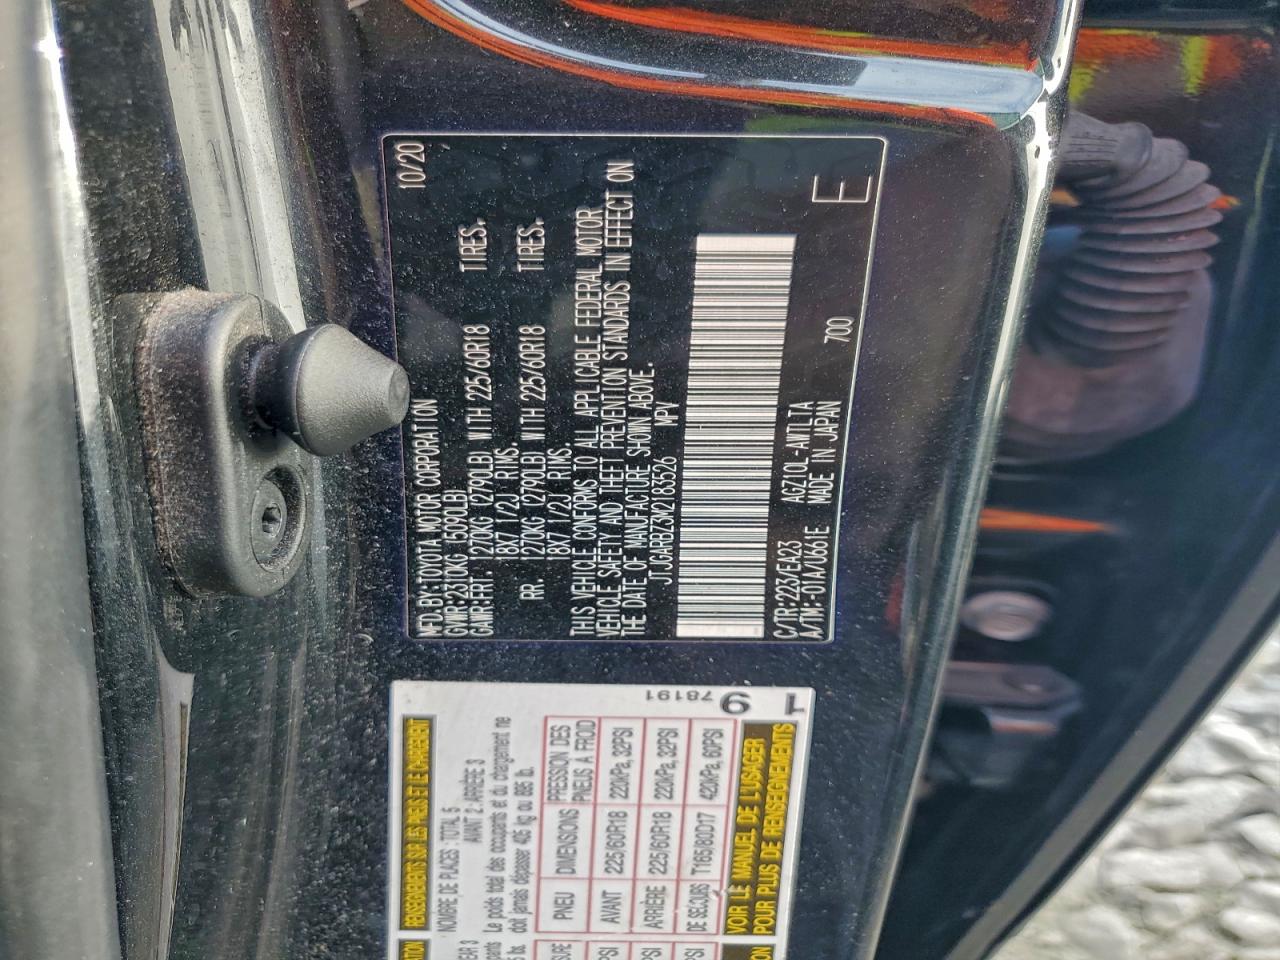 MFD.BY:TOYOTA MOTOR CORPORATION 10/20
GVWR:2310KG (5090LB)
GAWR:FRT 1270KG (2790LB) WITH 225/60R18 TIRES.
18X7 1/2J RIMS.
RR. 1270KG (2790LB) WITH 225/60R18 TIRES.
18X7 1/2J RIMS.
THIS VEHICLE CONFORMS TO ALL APPLICABLE FEDERAL MOTOR
VEHICLE SAFETY AND THEFT PREVENTION STANDARDS IN EFFECT ON
THE DATE OF MANUFACTURE SHOWN ABOVE.
JTJGARBZ3M2183526 MPV
C/TR:223/EA23 AGZ10L-AWTLTA
A/TM:-01A/U661E MADE IN JAPAN 700
E
RENSEIGNEMENTS SUR LES PNEUS ET LE CHARGEMENT
NOMBRE DE PLACES : TOTAL 5
AVANT 2 : ARRIÈRE 3
Le poids total des occupants et du chargement ne
doit jamais dépasser 405 kg ou 895 lb.
PNEU DIMENSIONS PRESSION DES PNEUS A FROID
AVANT 225/60R18 220kPa, 32PSI
ARRIÈRE 225/60R18 220kPa, 32PSI
DE SECOURS T165/80D17 420kPa, 60PSI
VOIR LE MANUEL DE L'USAGER
POUR PLUS DE RENSEIGNEMENTS
78191
9
1